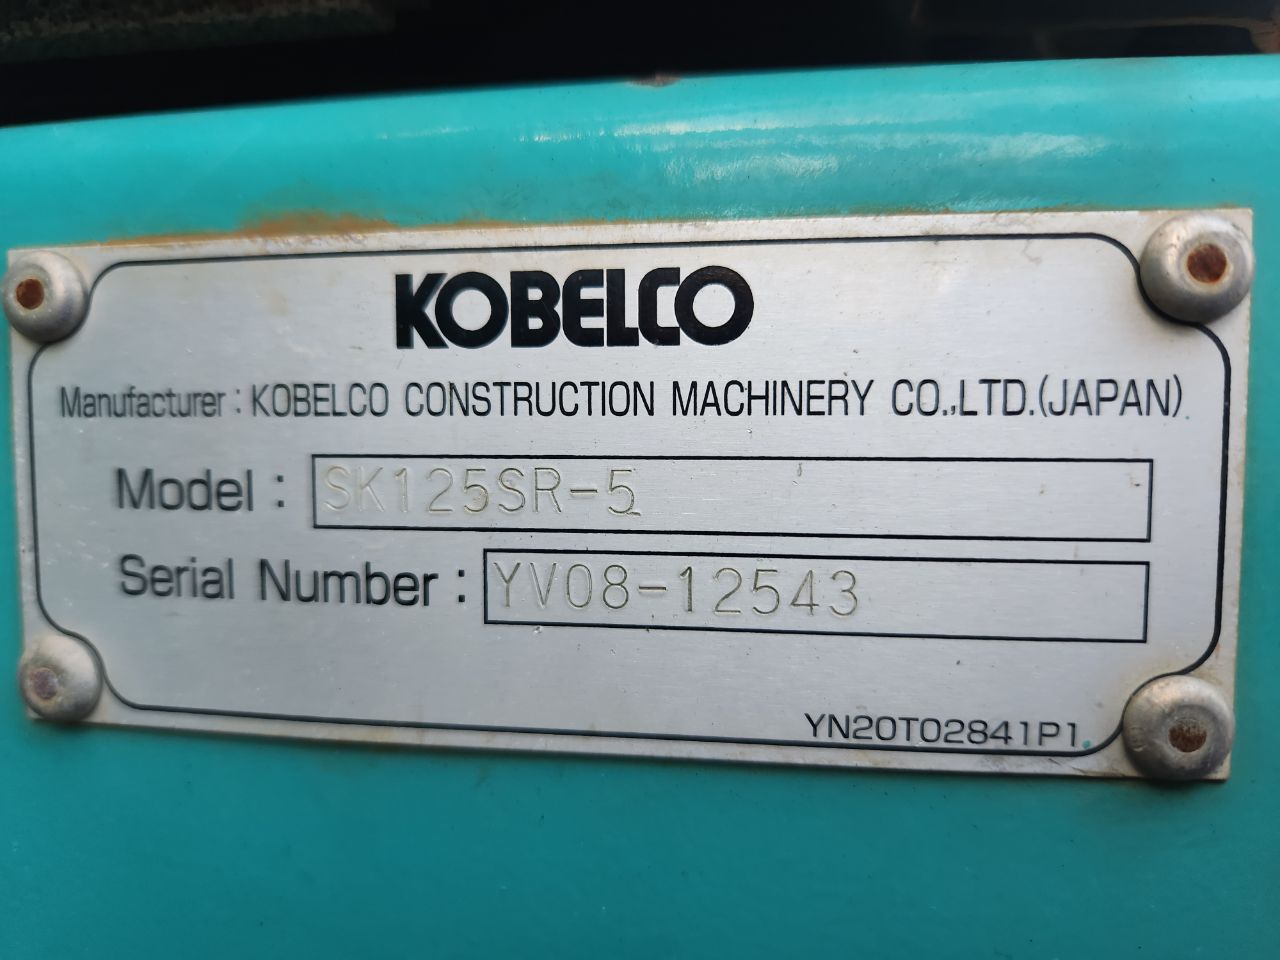 KOBELCO
Manufacturer : KOBELCO CONSTRUCTION MACHINERY CO.,LTD.(JAPAN)
Model : SK125SR-5
Serial Number : YV08-12543
YN20T02841P1